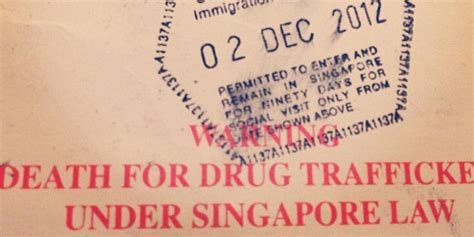 Immigration
02 DEC 2012
PERMITTED TO ENTER AND
REMAIN IN SINGAPORE
FOR NINETY DAYS FOR
SOCIAL VISIT ONLY FROM
DATE SHOWN ABOVE
A1137A1137A1137A1137A1
WARNING
DEATH FOR DRUG TRAFFICKE
UNDER SINGAPORE LAW